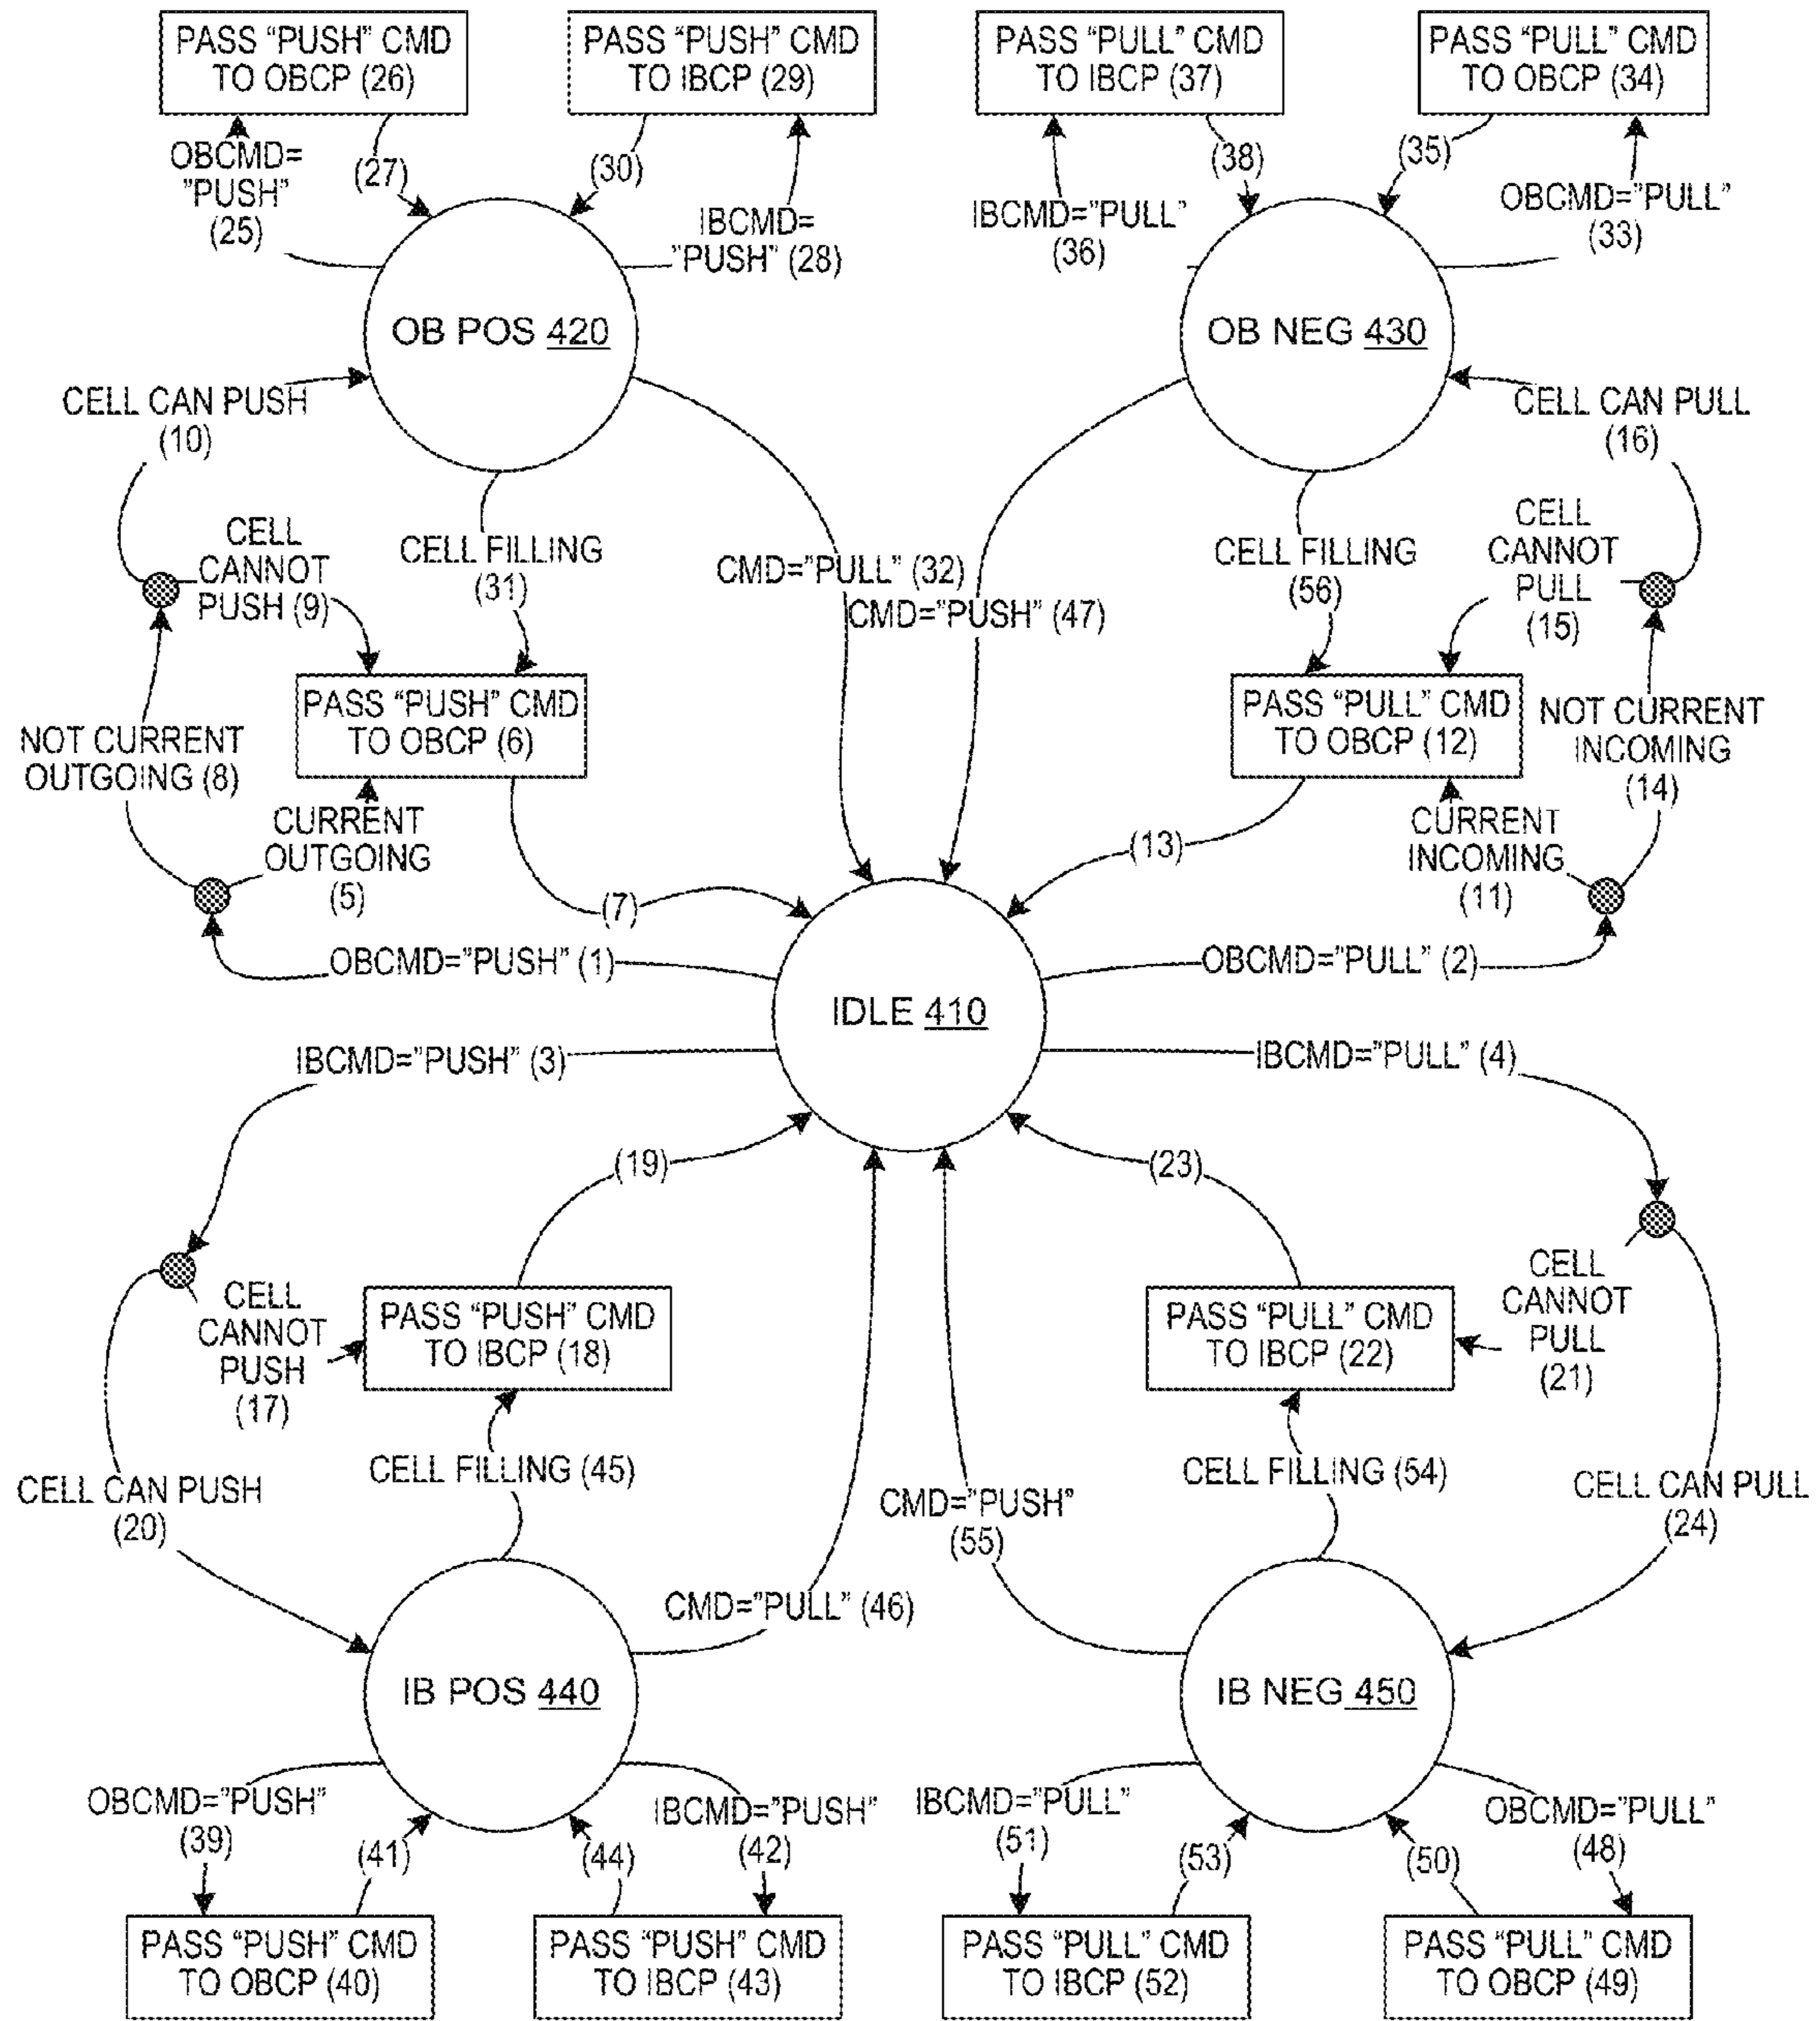 PASS “PUSH” CMD
TO OBCP (26)
PASS “PUSH” CMD
TO IBCP (29)
PASS “PULL” CMD
TO IBCP (37)
PASS “PULL” CMD
TO OBCP (34)
OBCMD=
”PUSH”
(25)
(27)
(30)
IBCMD=
”PUSH” (28)
IBCMD=”PULL”
(36)
(38)
(35)
OBCMD=”PULL”
(33)
OB POS 420
OB NEG 430
CELL CAN PUSH
(10)
CELL CAN PULL
(16)
CELL
CANNOT
PUSH (9)
CELL FILLING
(31)
CMD=”PULL” (32)
CMD=”PUSH” (47)
CELL FILLING
(56)
CELL
CANNOT
PULL
(15)
PASS “PUSH” CMD
TO OBCP (6)
PASS “PULL” CMD
TO OBCP (12)
NOT CURRENT
OUTGOING (8)
NOT CURRENT
INCOMING
(14)
CURRENT
OUTGOING
(5)
(7)
(13)
CURRENT
INCOMING
(11)
OBCMD=”PUSH” (1)
OBCMD=”PULL” (2)
IDLE 410
IBCMD=”PUSH” (3)
IBCMD=”PULL” (4)
(19)
(23)
CELL
CANNOT
PUSH
(17)
PASS “PUSH” CMD
TO IBCP (18)
PASS “PULL” CMD
TO IBCP (22)
CELL
CANNOT
PULL
(21)
CELL CAN PUSH
(20)
CELL FILLING (45)
CMD=”PUSH”
(55)
CELL FILLING (54)
CELL CAN PULL
(24)
CMD=”PULL” (46)
IB POS 440
IB NEG 450
OBCMD=”PUSH”
(39)
(41)
(44)
IBCMD=”PUSH”
(42)
IBCMD=”PULL”
(51)
(53)
(50)
OBCMD=”PULL”
(48)
PASS “PUSH” CMD
TO OBCP (40)
PASS “PUSH” CMD
TO IBCP (43)
PASS “PULL” CMD
TO IBCP (52)
PASS “PULL” CMD
TO OBCP (49)